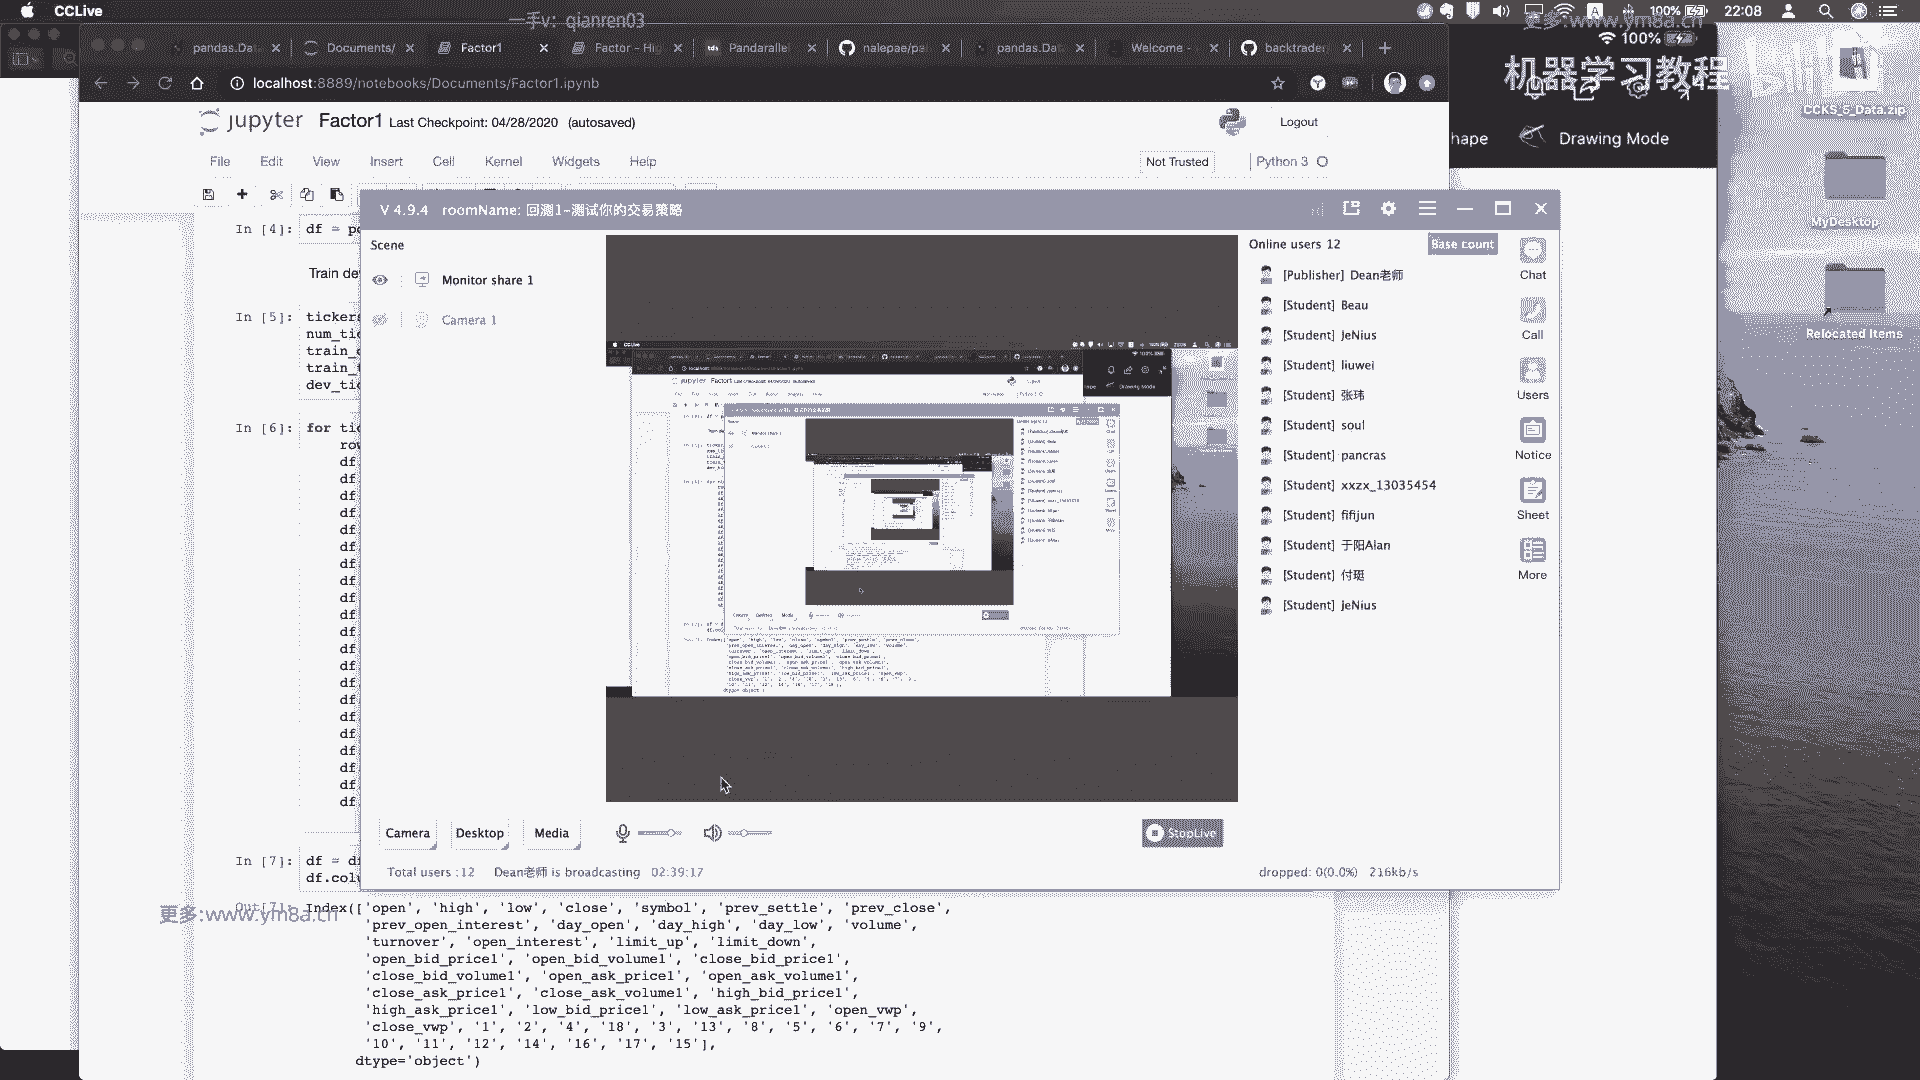 CCLive
一手v：qianren03
100%
更多:www.ym8a.cn
22:08
pandas.Dat
Documents/
Factor1
Factor - Hig
Pandarallel
nalepae/pa
pandas.Dat
Welcome -
backtrader
100%
localhost:8889/notebooks/Documents/Factor1.ipynb
机器学习教程
CCKS_5_Data.zip
jupyter Factor1 Last Checkpoint: 04/28/2020 (autosaved)
Logout
hape
Drawing Mode
File Edit View Insert Cell Kernel Widgets Help
Not Trusted
Python 3
MyDesktop
V 4.9.4 roomName: 回溯1-测试你的交易策略
In [4]: df = p
Scene
Online users 12
Base count
Train de
Monitor share 1
[Publisher] Dean老师
Chat
[Student] Beau
In [5]: tickers
Camera 1
num_tic
[Student] JeNius
Call
Relocated Items
train_
train_t
[Student] liuwei
dev_tic
[Student] 张玮
Users
In [6]: for tic
[Student] soul
row
df
[Student] pancras
Notice
df
[Student] xxzx_13035454
df
[Student] fifijun
Sheet
df
[Student] 于阳Alan
df
[Student] 付珽
More
df
[Student] jeNius
df
df
df
df
df
df
df
df
df
df
df
df
df
df
Camera
Desktop
Media
StopLive
In [7]: df = d
df.colu
Total users :12 Dean老师 is broadcasting 02:39:17
dropped: 0(0.0%) 216kb/s
更多:www.ym8a.cn
Out[7]: Index(['open', 'high', 'low', 'close', 'symbol', 'prev_settle', 'prev_close',
'prev_open_interest', 'day_open', 'day_high', 'day_low', 'volume',
'turnover', 'open_interest', 'limit_up', 'limit_down',
'open_bid_price1', 'open_bid_volume1', 'close_bid_price1',
'close_bid_volume1', 'open_ask_price1', 'open_ask_volume1',
'close_ask_price1', 'close_ask_volume1', 'high_bid_price1',
'high_ask_price1', 'low_bid_price1', 'low_ask_price1', 'open_vwp',
'close_vwp', '1', '2', '4', '18', '3', '13', '8', '5', '6', '7', '9',
'10', '11', '12', '14', '16', '17', '15'],
dtype='object')